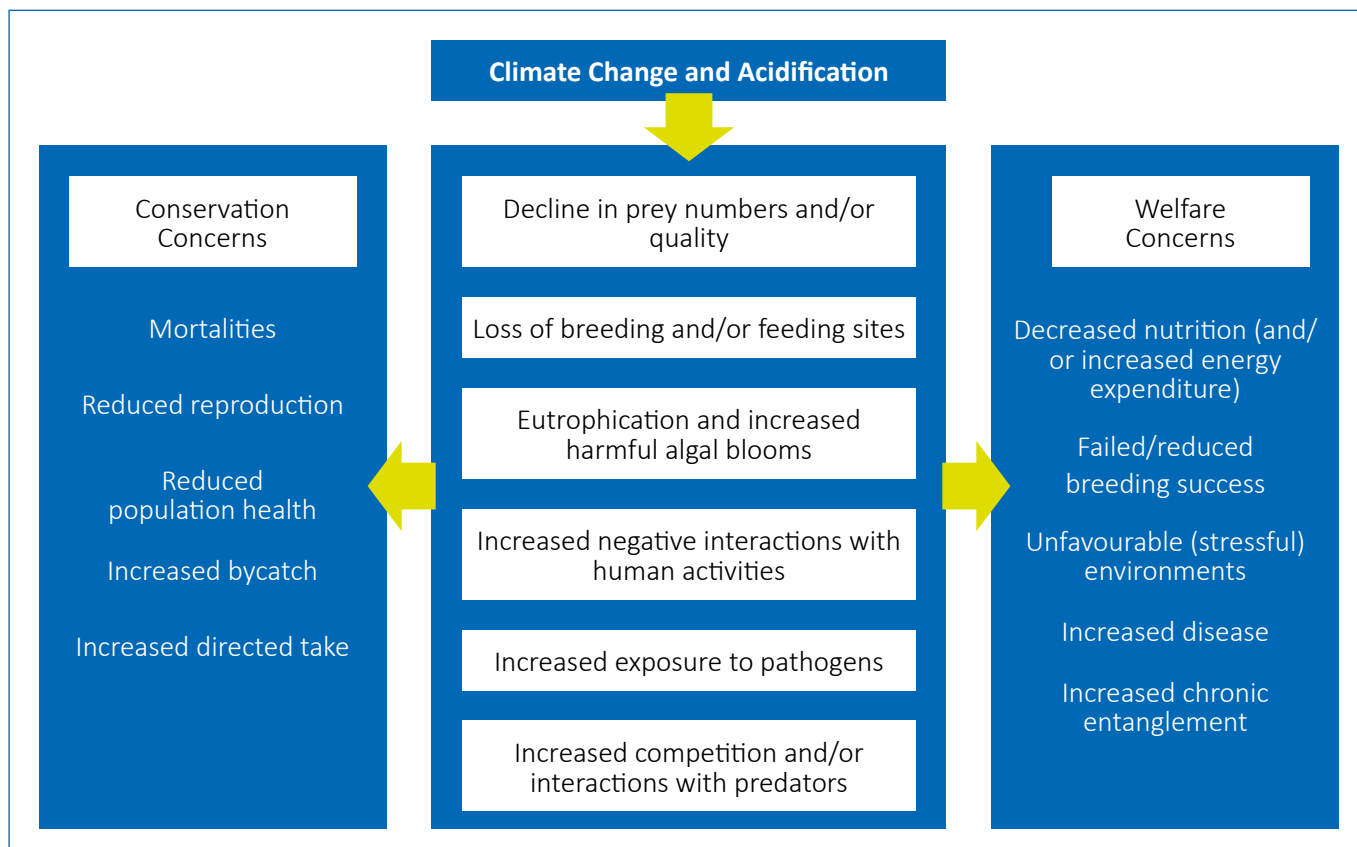 Climate Change and Acidification
Conservation
Concerns
Mortalities
Reduced reproduction
Reduced
population health
Increased bycatch
Increased directed take
Decline in prey numbers and/or
quality
Loss of breeding and/or feeding sites
Eutrophication and increased
harmful algal blooms
Increased negative interactions with
human activities
Increased exposure to pathogens
Increased competition and/or
interactions with predators
Welfare
Concerns
Decreased nutrition (and/
or increased energy
expenditure)
Failed/reduced
breeding success
Unfavourable (stressful)
environments
Increased disease
Increased chronic
entanglement